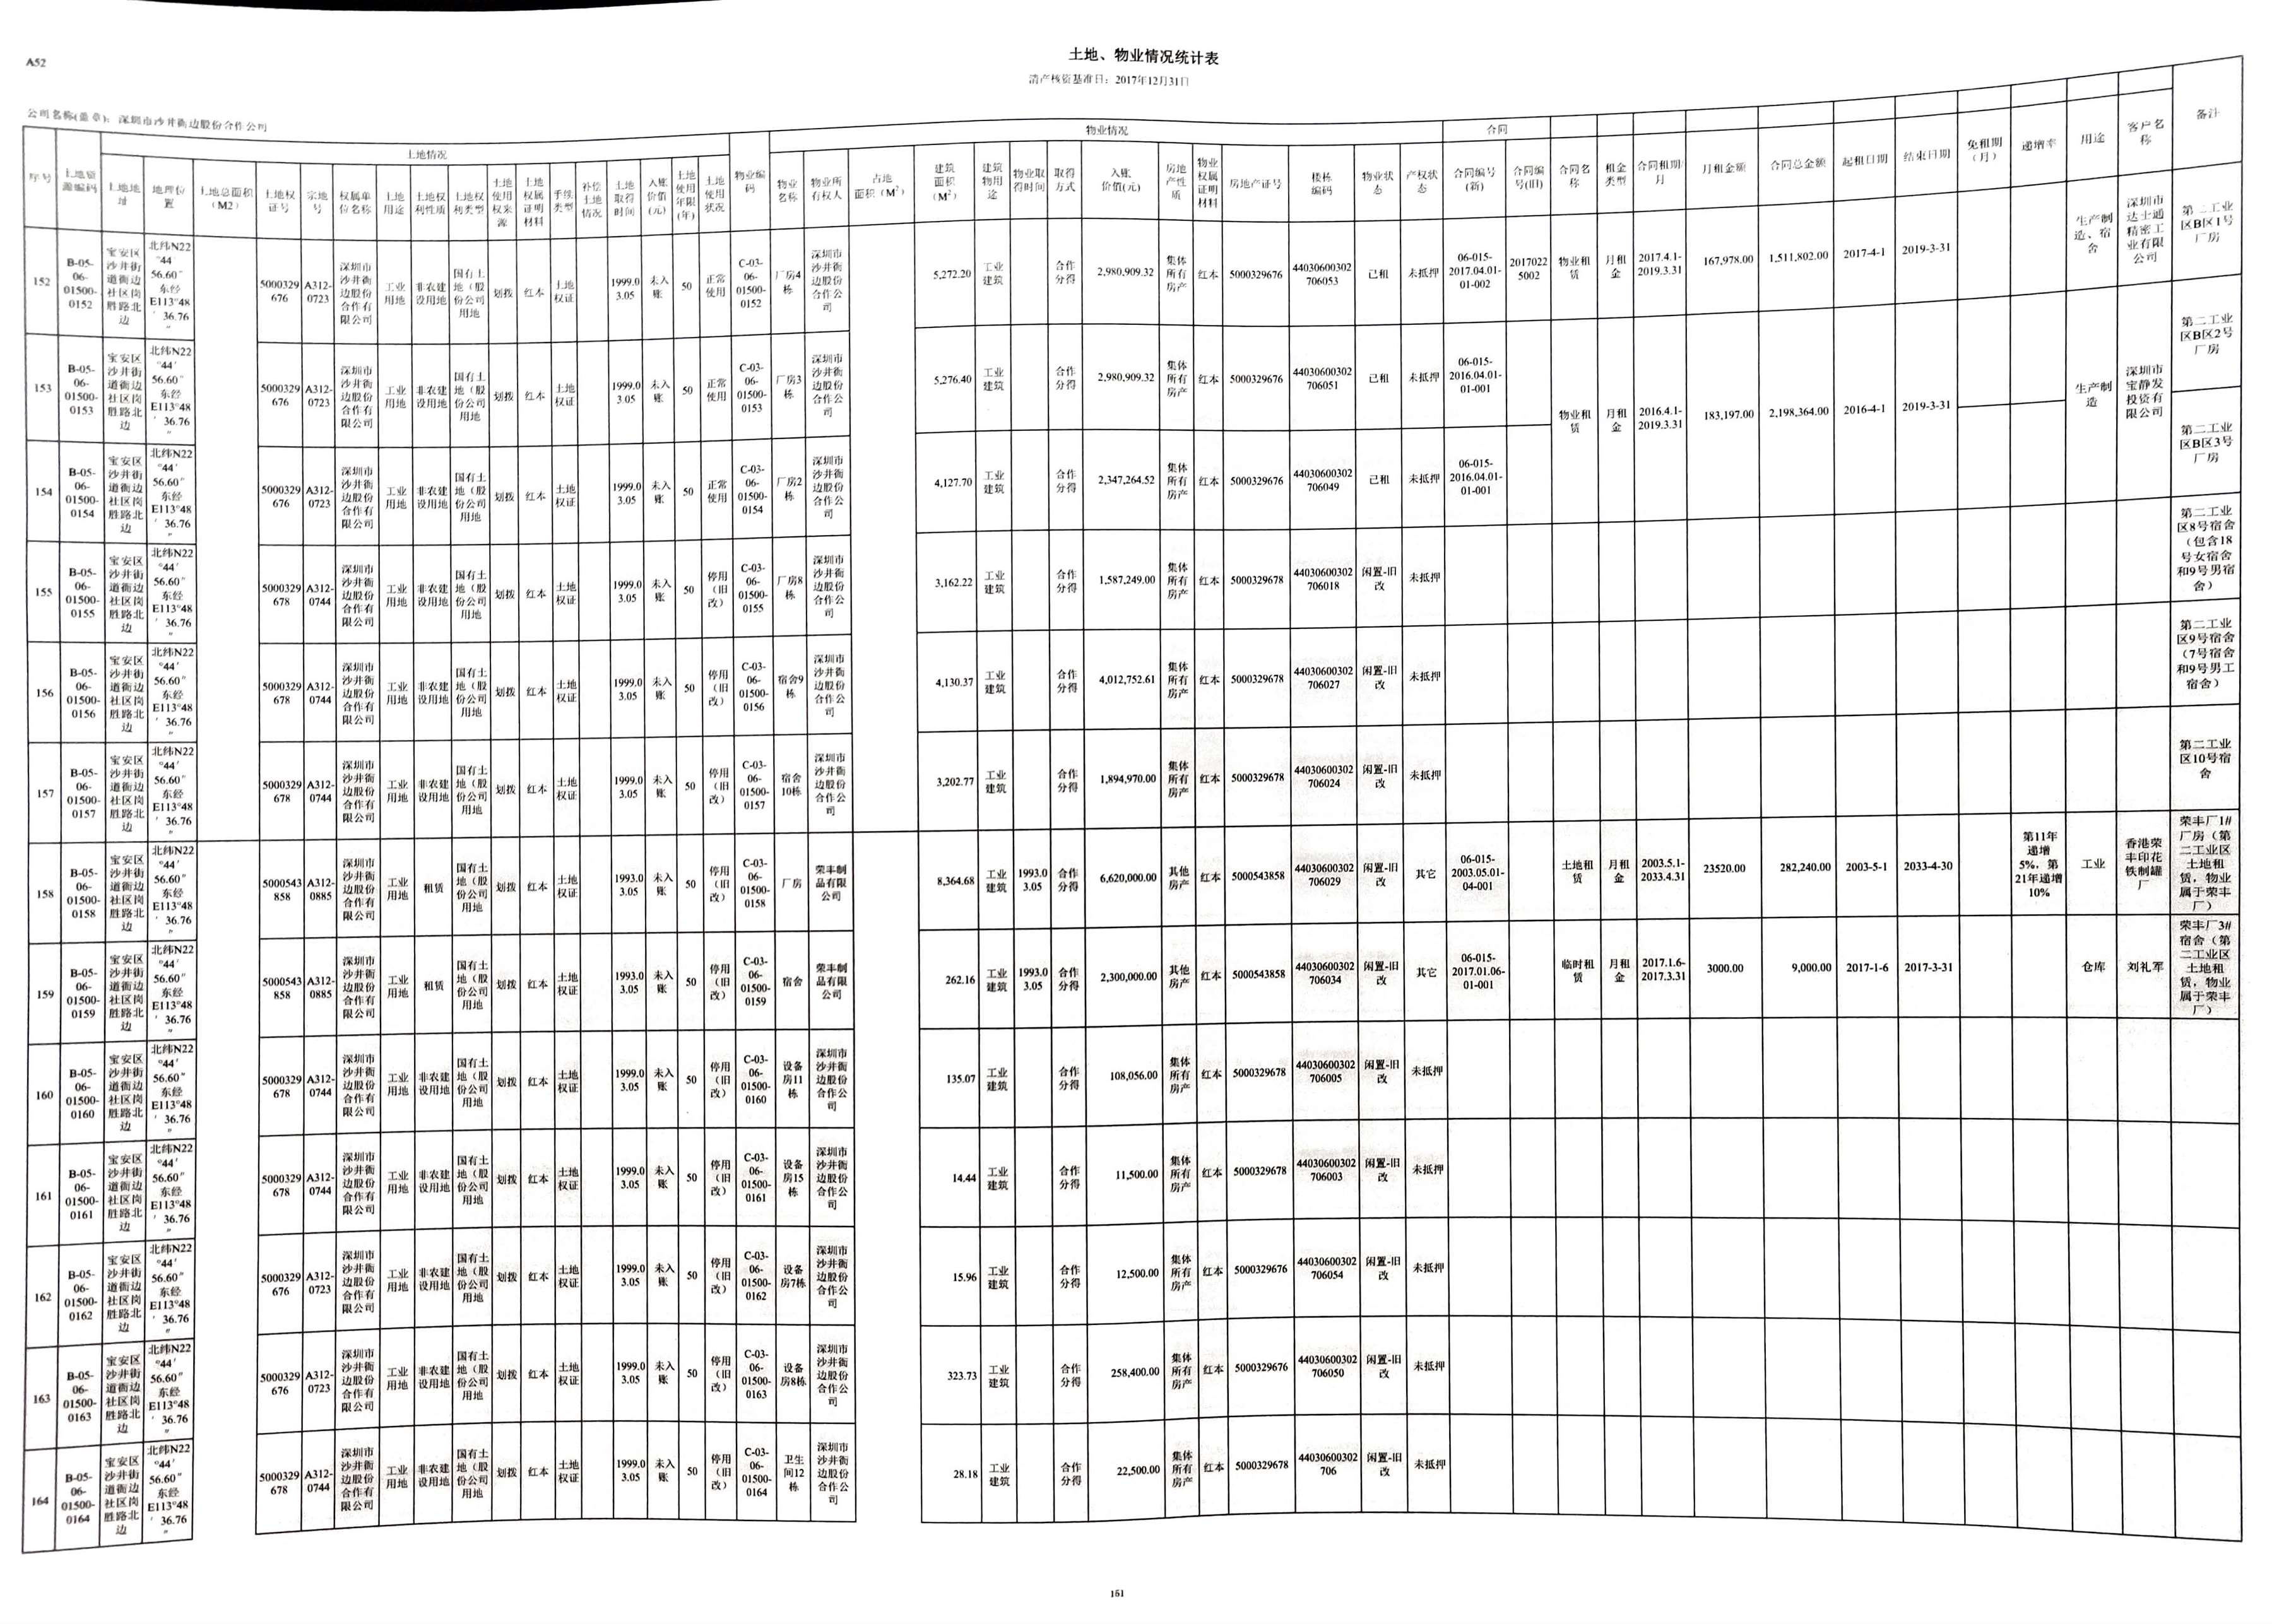 A52
土地、物业情况统计表
清产核资基准日：2017年12月31日
公司名称(盖章)：深圳市沙井衙边股份合作公司
土地情况 物业情况 合同
序号 土地资源编码 土地地址 地理位置 土地总面积（M2） 土地权证号 宗地号 权属单位名称 土地用途 土地权利性质 土地权利类型 土地使用权来源 土地权属证明材料 手续类型 补偿土地情况 土地取得时间 入账价值(元) 土地使用年限(年) 土地使用状况 物业编码 物业名称 物业所有权人 占地面积（M²） 建筑面积（M²） 建筑物用途 物业取得时间 取得方式 入账价值(元) 房地产性质 物业权属证明材料 房地产证号 楼栋编码 物业状态 产权状态 合同编号(新) 合同编号(旧) 合同名称 租金类型 合同租期/月 月租金额 合同总金额 起租日期 结束日期 免租期（月） 递增率 用途 客户名称 备注
152 B-05-06-01500-0152 宝安区沙井街道衙边社区岗胜路北边 北纬N22°44′56.60″东经E113°48′36.76″ 5000329676 A312-0723 深圳市沙井衙边股份合作有限公司 工业用地 非农建设用地 国有土地（股份公司用地 划拨 红本 土地权证 1999.03.05 未入账 50 正常使用 C-03-06-01500-0152 厂房4栋 深圳市沙井衙边股份合作公司 5,272.20 工业建筑 合作分得 2,980,909.32 集体所有房产 红本 5000329676 44030600302706053 已租 未抵押 06-015-2017.04.01-01-002 20170225002 物业租赁 月租金 2017.4.1-2019.3.31 167,978.00 1,511,802.00 2017-4-1 2019-3-31 生产制造、宿舍 深圳市达士通精密工业有限公司 第二工业区B区1号厂房
153 B-05-06-01500-0153 宝安区沙井街道衙边社区岗胜路北边 北纬N22°44′56.60″东经E113°48′36.76″ 5000329676 A312-0723 深圳市沙井衙边股份合作有限公司 工业用地 非农建设用地 国有土地（股份公司用地 划拨 红本 土地权证 1999.03.05 未入账 50 正常使用 C-03-06-01500-0153 厂房3栋 深圳市沙井衙边股份合作公司 5,276.40 工业建筑 合作分得 2,980,909.32 集体所有房产 红本 5000329676 44030600302706051 已租 未抵押 06-015-2016.04.01-01-001 物业租赁 月租金 2016.4.1-2019.3.31 183,197.00 2,198,364.00 2016-4-1 2019-3-31 生产制造 深圳市宝静发投资有限公司 第二工业区B区2号厂房
154 B-05-06-01500-0154 宝安区沙井街道衙边社区岗胜路北边 北纬N22°44′56.60″东经E113°48′36.76″ 5000329676 A312-0723 深圳市沙井衙边股份合作有限公司 工业用地 非农建设用地 国有土地（股份公司用地 划拨 红本 土地权证 1999.03.05 未入账 50 正常使用 C-03-06-01500-0154 厂房2栋 深圳市沙井衙边股份合作公司 4,127.70 工业建筑 合作分得 2,347,264.52 集体所有房产 红本 5000329676 44030600302706049 已租 未抵押 06-015-2016.04.01-01-001 第二工业区B区3号厂房
155 B-05-06-01500-0155 宝安区沙井街道衙边社区岗胜路北边 北纬N22°44′56.60″东经E113°48′36.76″ 5000329678 A312-0744 深圳市沙井衙边股份合作有限公司 工业用地 非农建设用地 国有土地（股份公司用地 划拨 红本 土地权证 1999.03.05 未入账 50 停用（旧改） C-03-06-01500-0155 厂房8栋 深圳市沙井衙边股份合作公司 3,162.22 工业建筑 合作分得 1,587,249.00 集体所有房产 红本 5000329678 44030600302706018 闲置-旧改 未抵押 第二工业区8号宿舍（包含18号女宿舍和9号男宿舍）
156 B-05-06-01500-0156 宝安区沙井街道衙边社区岗胜路北边 北纬N22°44′56.60″东经E113°48′36.76″ 5000329678 A312-0744 深圳市沙井衙边股份合作有限公司 工业用地 非农建设用地 国有土地（股份公司用地 划拨 红本 土地权证 1999.03.05 未入账 50 停用（旧改） C-03-06-01500-0156 宿舍9栋 深圳市沙井衙边股份合作公司 4,130.37 工业建筑 合作分得 4,012,752.61 集体所有房产 红本 5000329678 44030600302706027 闲置-旧改 未抵押 第二工业区9号宿舍（7号宿舍和9号男工宿舍）
157 B-05-06-01500-0157 宝安区沙井街道衙边社区岗胜路北边 北纬N22°44′56.60″东经E113°48′36.76″ 5000329678 A312-0744 深圳市沙井衙边股份合作有限公司 工业用地 非农建设用地 国有土地（股份公司用地 划拨 红本 土地权证 1999.03.05 未入账 50 停用（旧改） C-03-06-01500-0157 宿舍10栋 深圳市沙井衙边股份合作公司 3,202.77 工业建筑 合作分得 1,894,970.00 集体所有房产 红本 5000329678 44030600302706024 闲置-旧改 未抵押 第二工业区10号宿舍
158 B-05-06-01500-0158 宝安区沙井街道衙边社区岗胜路北边 北纬N22°44′56.60″东经E113°48′36.76″ 5000543858 A312-0885 深圳市沙井衙边股份合作有限公司 工业用地 租赁 国有土地（股份公司用地 划拨 红本 土地权证 1993.03.05 未入账 50 停用（旧改） C-03-06-01500-0158 厂房 荣丰制品有限公司 8,364.68 工业建筑 1993.03.05 合作分得 6,620,000.00 其他房产 红本 5000543858 44030600302706029 闲置-旧改 其它 06-015-2003.05.01-04-001 土地租赁 月租金 2003.5.1-2033.4.31 23520.00 282,240.00 2003-5-1 2033-4-30 第11年递增5%，第21年递增10% 工业 香港荣丰印花铁制罐厂 荣丰厂1#厂房（第二工业区土地租赁，物业属于荣丰厂）
159 B-05-06-01500-0159 宝安区沙井街道衙边社区岗胜路北边 北纬N22°44′56.60″东经E113°48′36.76″ 5000543858 A312-0885 深圳市沙井衙边股份合作有限公司 工业用地 租赁 国有土地（股份公司用地 划拨 红本 土地权证 1993.03.05 未入账 50 停用（旧改） C-03-06-01500-0159 宿舍 荣丰制品有限公司 262.16 工业建筑 1993.03.05 合作分得 2,300,000.00 其他房产 红本 5000543858 44030600302706034 闲置-旧改 其它 06-015-2017.01.06-01-001 临时租赁 月租金 2017.1.6-2017.3.31 3000.00 9,000.00 2017-1-6 2017-3-31 仓库 刘礼军 荣丰厂3#宿舍（第二工业区土地租赁，物业属于荣丰厂）
160 B-05-06-01500-0160 宝安区沙井街道衙边社区岗胜路北边 北纬N22°44′56.60″东经E113°48′36.76″ 5000329678 A312-0744 深圳市沙井衙边股份合作有限公司 工业用地 非农建设用地 国有土地（股份公司用地 划拨 红本 土地权证 1999.03.05 未入账 50 停用（旧改） C-03-06-01500-0160 设备房11栋 深圳市沙井衙边股份合作公司 135.07 工业建筑 合作分得 108,056.00 集体所有房产 红本 5000329678 44030600302706005 闲置-旧改 未抵押
161 B-05-06-01500-0161 宝安区沙井街道衙边社区岗胜路北边 北纬N22°44′56.60″东经E113°48′36.76″ 5000329678 A312-0744 深圳市沙井衙边股份合作有限公司 工业用地 非农建设用地 国有土地（股份公司用地 划拨 红本 土地权证 1999.03.05 未入账 50 停用（旧改） C-03-06-01500-0161 设备房15栋 深圳市沙井衙边股份合作公司 14.44 工业建筑 合作分得 11,500.00 集体所有房产 红本 5000329678 44030600302706003 闲置-旧改 未抵押
162 B-05-06-01500-0162 宝安区沙井街道衙边社区岗胜路北边 北纬N22°44′56.60″东经E113°48′36.76″ 5000329676 A312-0723 深圳市沙井衙边股份合作有限公司 工业用地 非农建设用地 国有土地（股份公司用地 划拨 红本 土地权证 1999.03.05 未入账 50 停用（旧改） C-03-06-01500-0162 设备房7栋 深圳市沙井衙边股份合作公司 15.96 工业建筑 合作分得 12,500.00 集体所有房产 红本 5000329676 44030600302706054 闲置-旧改 未抵押
163 B-05-06-01500-0163 宝安区沙井街道衙边社区岗胜路北边 北纬N22°44′56.60″东经E113°48′36.76″ 5000329676 A312-0723 深圳市沙井衙边股份合作有限公司 工业用地 非农建设用地 国有土地（股份公司用地 划拨 红本 土地权证 1999.03.05 未入账 50 停用（旧改） C-03-06-01500-0163 设备房8栋 深圳市沙井衙边股份合作公司 323.73 工业建筑 合作分得 258,400.00 集体所有房产 红本 5000329676 44030600302706050 闲置-旧改 未抵押
164 B-05-06-01500-0164 宝安区沙井街道衙边社区岗胜路北边 北纬N22°44′56.60″东经E113°48′36.76″ 5000329678 A312-0744 深圳市沙井衙边股份合作有限公司 工业用地 非农建设用地 国有土地（股份公司用地 划拨 红本 土地权证 1999.03.05 未入账 50 停用（旧改） C-03-06-01500-0164 卫生间12栋 深圳市沙井衙边股份合作公司 28.18 工业建筑 合作分得 22,500.00 集体所有房产 红本 5000329678 44030600302706 闲置-旧改 未抵押
161